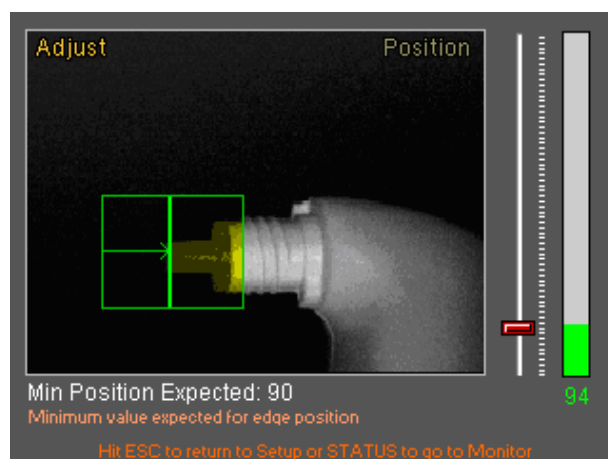 Adjust
Position
Min Position Expected: 90
94
Minimum value expected for edge position
Hit ESC to return to Setup or STATUS to go to Monitor